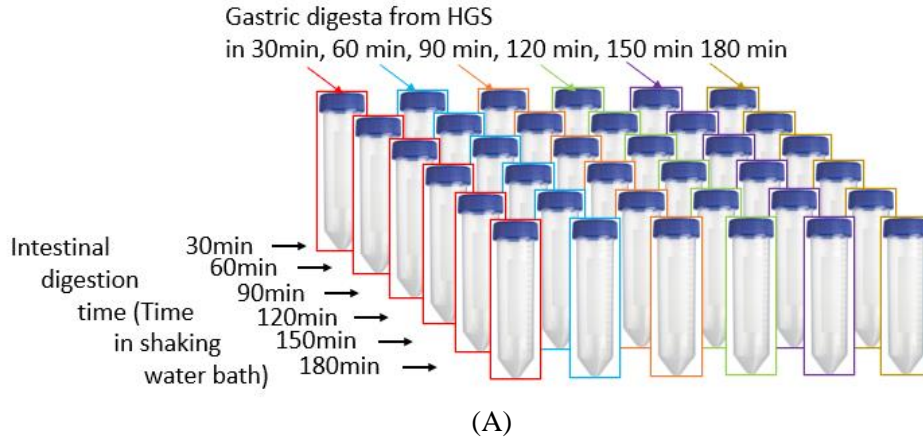 Gastric digesta from HGS
in 30min, 60 min, 90 min, 120 min, 150 min 180 min
Intestinal
digestion
time (Time
in shaking
water bath)
30min
60min
90min
120min
150min
180min
(A)